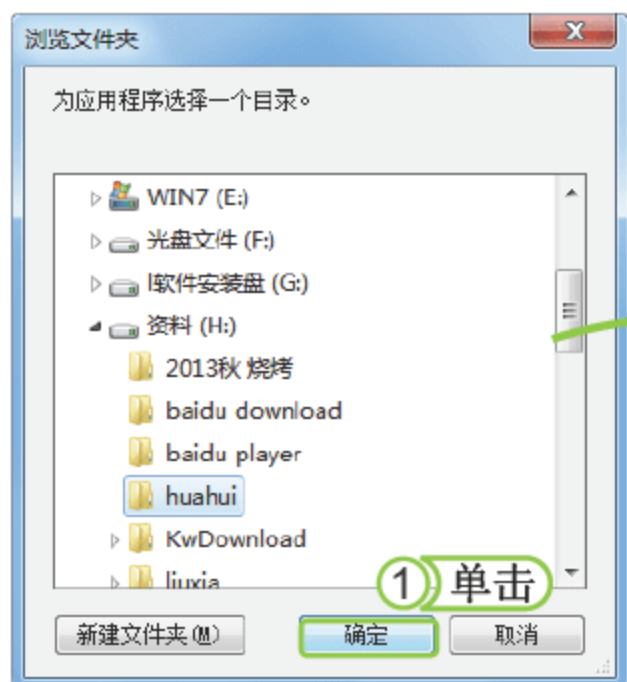 浏览文件夹
为应用程序选择一个目录。
WIN7 (E:)
光盘文件 (F:)
l软件安装盘 (G:)
资料 (H:)
2013秋 烧烤
baidu download
baidu player
huahui
KwDownload
liuxia
1 单击
新建文件夹(M)
确定
取消